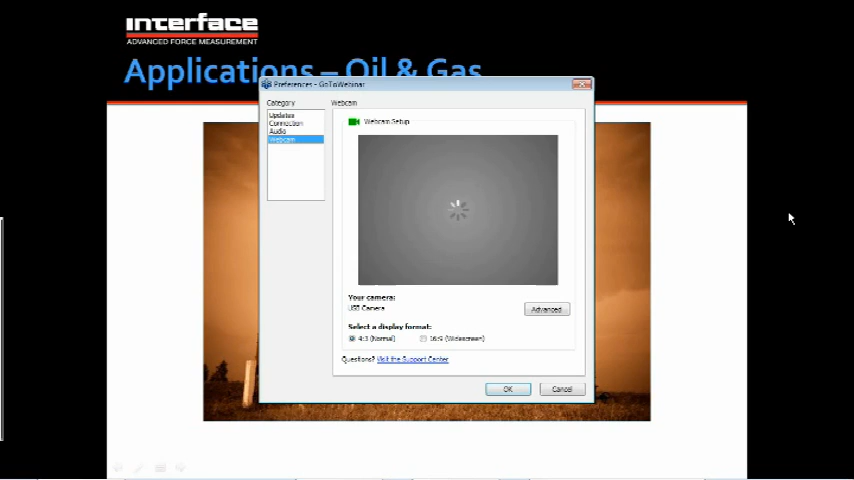 interface
ADVANCED FORCE MEASUREMENT
Applications – Oil & Gas
Preferences - GoToWebinar
Category
Webcam
Updates
Connection
Audio
Webcam
Webcam Setup
Your camera:
USB Camera
Advanced
Select a display format:
4:3 (Normal)
16:9 (Widescreen)
Questions? Visit the Support Center
OK
Cancel